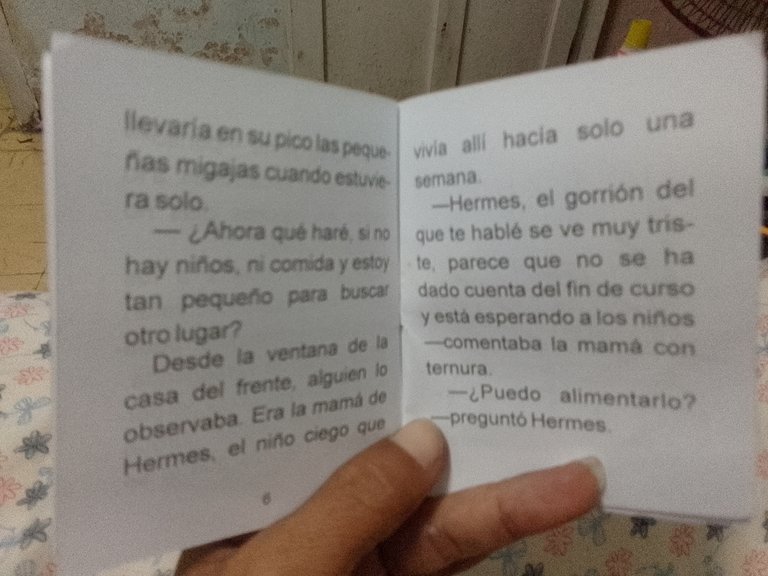 llevaría en su pico las peque-
ñas migajas cuando estuvie-
ra solo.
— ¿Ahora qué haré, si no
hay niños, ni comida y estoy
tan pequeño para buscar
otro lugar?
Desde la ventana de la
casa del frente, alguien lo
observaba. Era la mamá de
Hermes, el niño ciego que
6
vivía allí hacía solo una
semana.
—Hermes, el gorrión del
que te hablé se ve muy tris-
te, parece que no se ha
dado cuenta del fin de curso
y está esperando a los niños
—comentaba la mamá con
ternura.
—¿Puedo alimentarlo?
—preguntó Hermes.